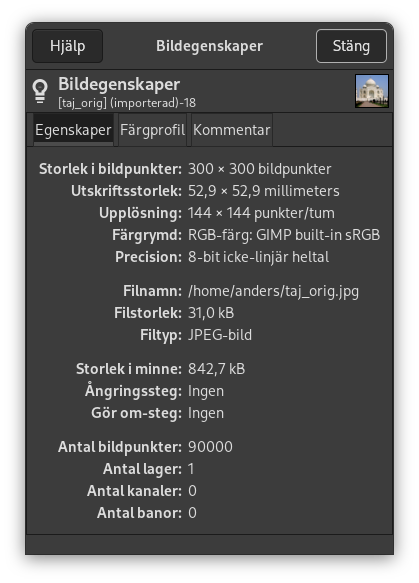 Hjälp Bildegenskaper Stäng
Bildegenskaper
[taj_orig] (importerad)-18
Egenskaper Färgprofil Kommentar
Storlek i bildpunkter: 300 × 300 bildpunkter
Utskriftsstorlek: 52,9 × 52,9 millimeters
Upplösning: 144 × 144 punkter/tum
Färgrymd: RGB-färg: GIMP built-in sRGB
Precision: 8-bit icke-linjär heltal
Filnamn: /home/anders/taj_orig.jpg
Filstorlek: 31,0 kB
Filtyp: JPEG-bild
Storlek i minne: 842,7 kB
Ångringssteg: Ingen
Gör om-steg: Ingen
Antal bildpunkter: 90000
Antal lager: 1
Antal kanaler: 0
Antal banor: 0